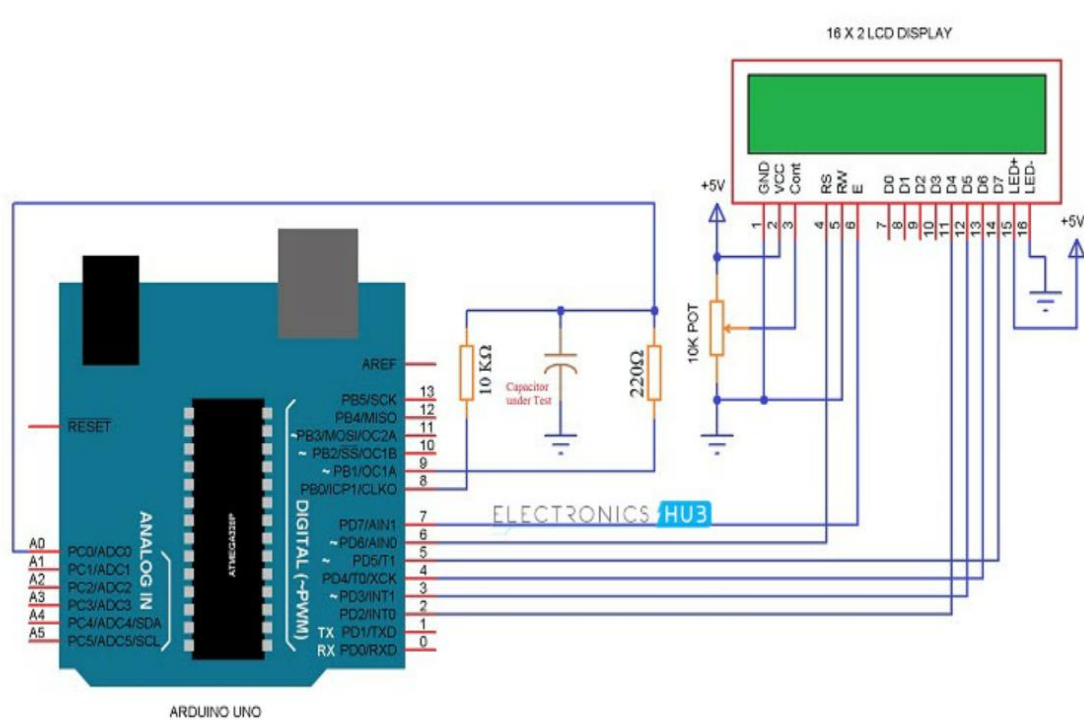 16 X 2 LCD DISPLAY
GND
VCC
Cont
RS
RW
E
D0
D1
D2
D3
D4
D5
D6
D7
LED+
LED-
1
2
3
4
5
6
7
8
9
10
11
12
13
14
15
16
+5V
+5V
10K POT
10 KΩ
Capacitor
under Test
220Ω
AREF
PB5/SCK 13
PB4/MISO 12
~PB3/MOSI/OC2A 11
~ PB2/SS/OC1B 10
~ PB1/OC1A 9
PB0/ICP1/CLKO 8
PD7/AIN1 7
~ PD6/AIN0 6
~ PD5/T1 5
PD4/T0/XCK 4
~PD3/INT1 3
PD2/INT0 2
TX PD1/TXD 1
RX PD0/RXD 0
RESET
ATMEGA328P
DIGITAL (~PWM)
ANALOG IN
A0 PC0/ADC0
A1 PC1/ADC1
A2 PC2/ADC2
A3 PC3/ADC3
A4 PC4/ADC4/SDA
A5 PC5/ADC5/SCL
ELECTRONICS HUB
ARDUINO UNO